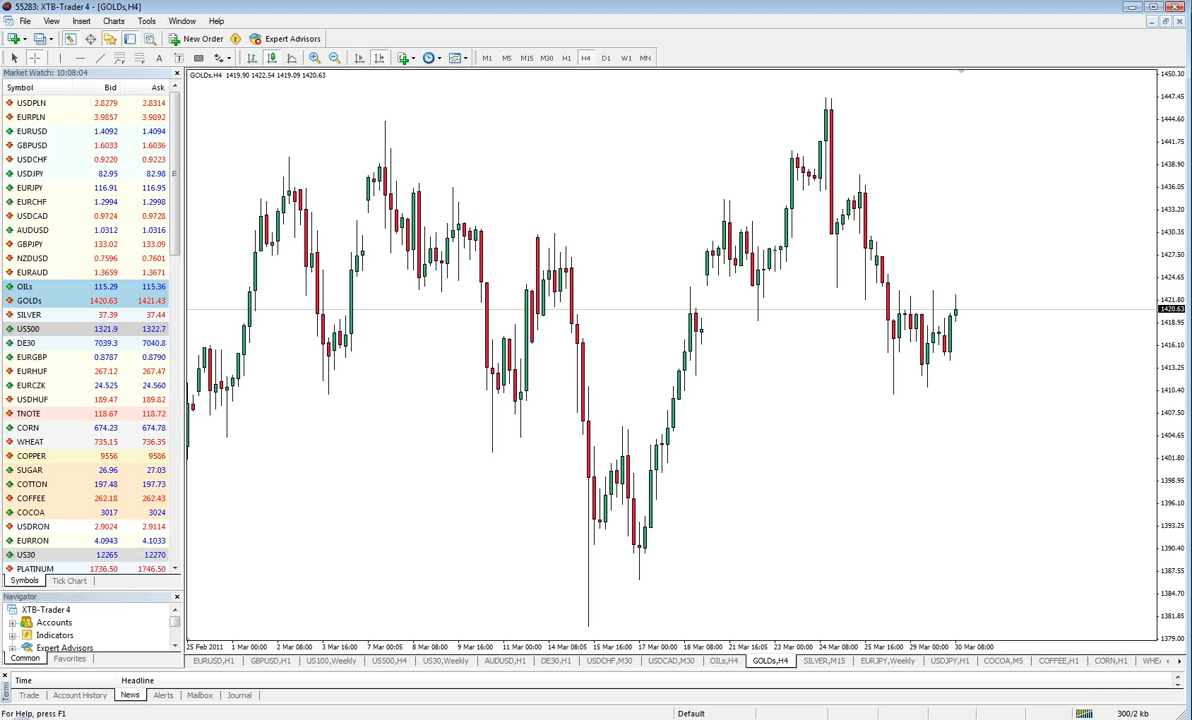 55283: XTB-Trader 4 - [GOLDs,H4]
File View Insert Charts Tools Window Help
New Order Expert Advisors
A T M1 M5 M15 M30 H1 H4 D1 W1 MN
Market Watch: 10:08:04
Symbol Bid Ask
USDPLN 2.8279 2.8314
EURPLN 3.9857 3.9892
EURUSD 1.4092 1.4094
GBPUSD 1.6033 1.6036
USDCHF 0.9220 0.9223
USDJPY 82.95 82.98
EURJPY 116.91 116.95
EURCHF 1.2994 1.2998
USDCAD 0.9724 0.9728
AUDUSD 1.0312 1.0316
GBPJPY 133.02 133.09
NZDUSD 0.7596 0.7601
EURAUD 1.3659 1.3671
OILs 115.29 115.36
GOLDs 1420.63 1421.43
SILVER 37.39 37.44
US500 1321.9 1322.7
DE30 7039.3 7040.8
EURGBP 0.8787 0.8790
EURHUF 267.12 267.47
EURCZK 24.525 24.560
USDHUF 189.47 189.82
TNOTE 118.67 118.72
CORN 674.23 674.78
WHEAT 735.15 736.35
COPPER 9556 9586
SUGAR 26.96 27.03
COTTON 197.48 197.73
COFFEE 262.18 262.43
COCOA 3017 3024
USDRON 2.9024 2.9114
EURRON 4.0943 4.1033
US30 12265 12270
PLATINUM 1736.50 1746.50
Symbols Tick Chart
Navigator
XTB-Trader 4
Accounts
Indicators
Expert Advisors
Common Favorites
GOLDs,H4 1419.90 1422.54 1419.09 1420.63
1450.30
1447.45
1444.60
1441.75
1438.90
1436.05
1433.20
1430.35
1427.50
1424.65
1421.80
1420.63
1418.95
1416.10
1413.25
1410.40
1407.50
1404.65
1401.80
1398.95
1396.10
1393.25
1390.40
1387.55
1384.70
1381.85
1379.00
25 Feb 2011 1 Mar 00:00 2 Mar 08:00 3 Mar 16:00 7 Mar 00:00 8 Mar 08:00 9 Mar 16:00 11 Mar 00:00 14 Mar 08:05 15 Mar 16:00 17 Mar 00:00 18 Mar 08:00 21 Mar 16:05 23 Mar 00:00 24 Mar 08:00 25 Mar 16:00 29 Mar 00:00 30 Mar 08:00
EURUSD,H1 GBPUSD,H1 US100,Weekly US500,H4 US30,Weekly AUDUSD,H1 DE30,H1 USDCHF,M30 USDCAD,M30 OILs,H4 GOLDs,H4 SILVER,M15 EURJPY,Weekly USDJPY,H1 COCOA,M5 COFFEE,H1 CORN,H1 WHE
Time Headline
Trade Account History News Alerts Mailbox Journal
For Help, press F1 Default 300/2 kb